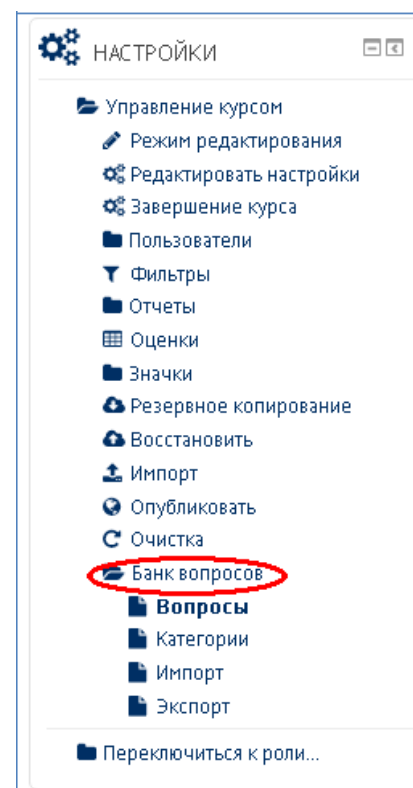 НАСТРОЙКИ
Управление курсом
Режим редактирования
Редактировать настройки
Завершение курса
Пользователи
Фильтры
Отчеты
Оценки
Значки
Резервное копирование
Восстановить
Импорт
Опубликовать
Очистка
Банк вопросов
Вопросы
Категории
Импорт
Экспорт
Переключиться к роли...